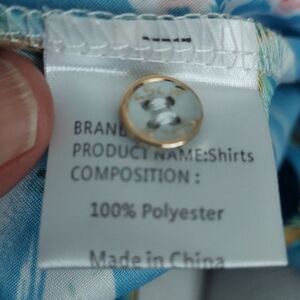 BRAND
PRODUCT NAME:Shirts
COMPOSITION :
100% Polyester
Made in China